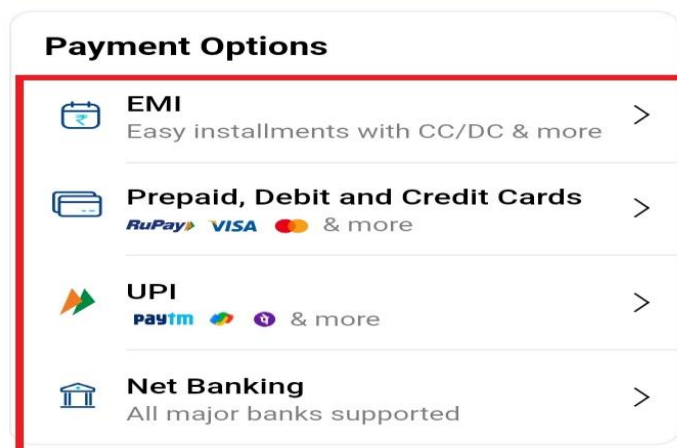 Payment Options
EMI
Easy installments with CC/DC & more
Prepaid, Debit and Credit Cards
RuPay VISA & more
UPI
paytm & more
Net Banking
All major banks supported